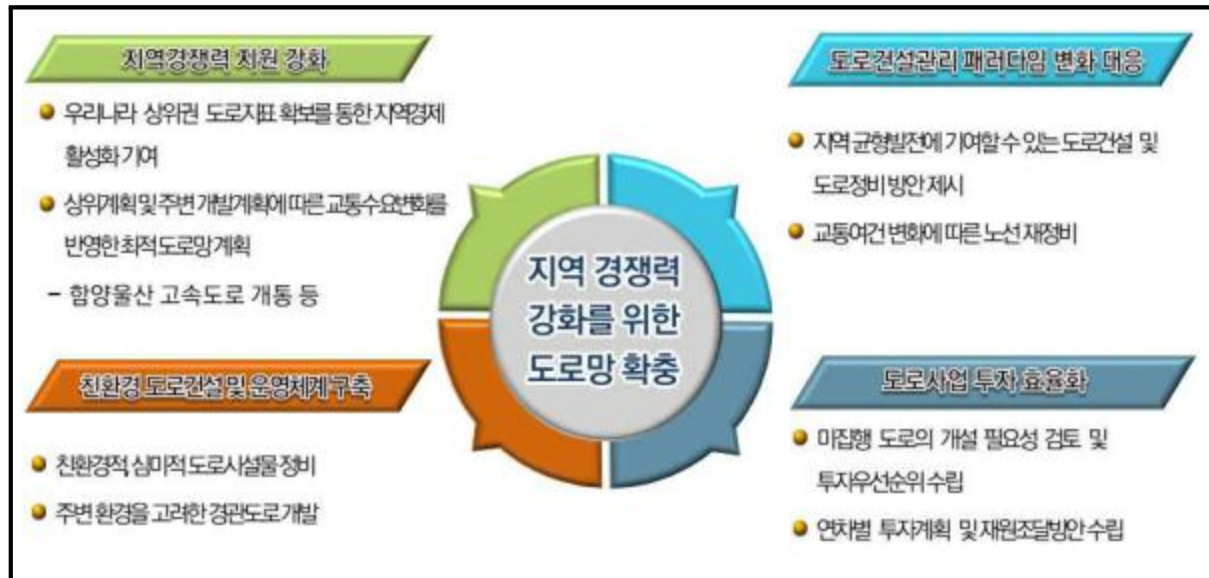 지역경쟁력 지원 강화
우리나라 상위권 도로지표 확보를 통한 지역경제
활성화 기여
상위계획 및 주변 개발계획에 따른 교통수요변화를
반영한 최적 도로망 계획
- 함양울산 고속도로 개통 등
도로건설관리 패러다임 변화 대응
지역 균형발전에 기여할 수 있는 도로건설 및
도로정비 방안 제시
교통여건 변화에 따른 노선 재정비
지역 경쟁력
강화를 위한
도로망 확충
친환경 도로건설 및 운영체계 구축
친환경적, 심미적 도로시설물 정비
주변 환경을 고려한 경관도로 개발
도로사업 투자 효율화
미집행 도로의 개설 필요성 검토 및
투자우선순위 수립
연차별 투자계획 및 재원조달방안 수립